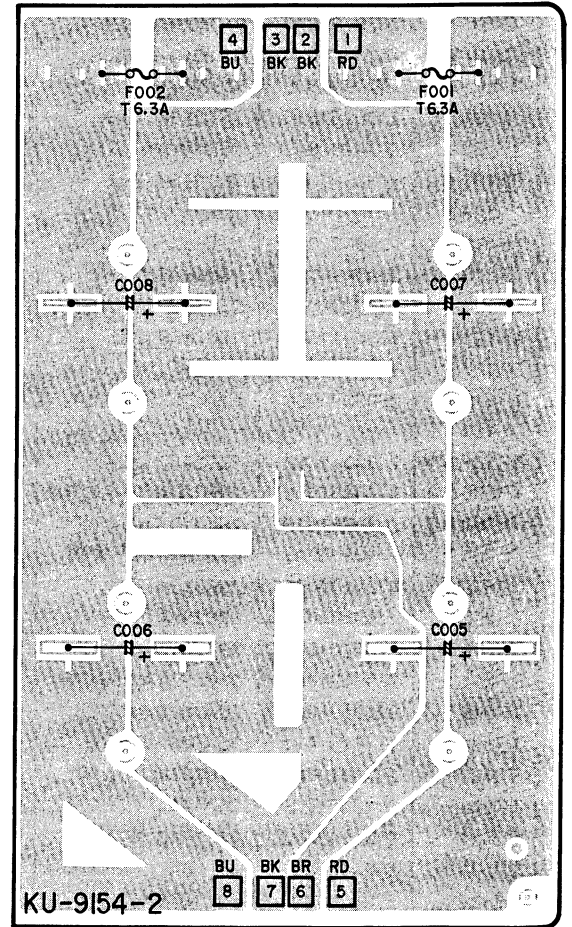 4 3 2 1
BU BK BK RD
F002 F001
T6.3A T6.3A
C008 C007
+ +
C006 C005
+ +
BU BK BR RD
8 7 6 5
KU-9154-2